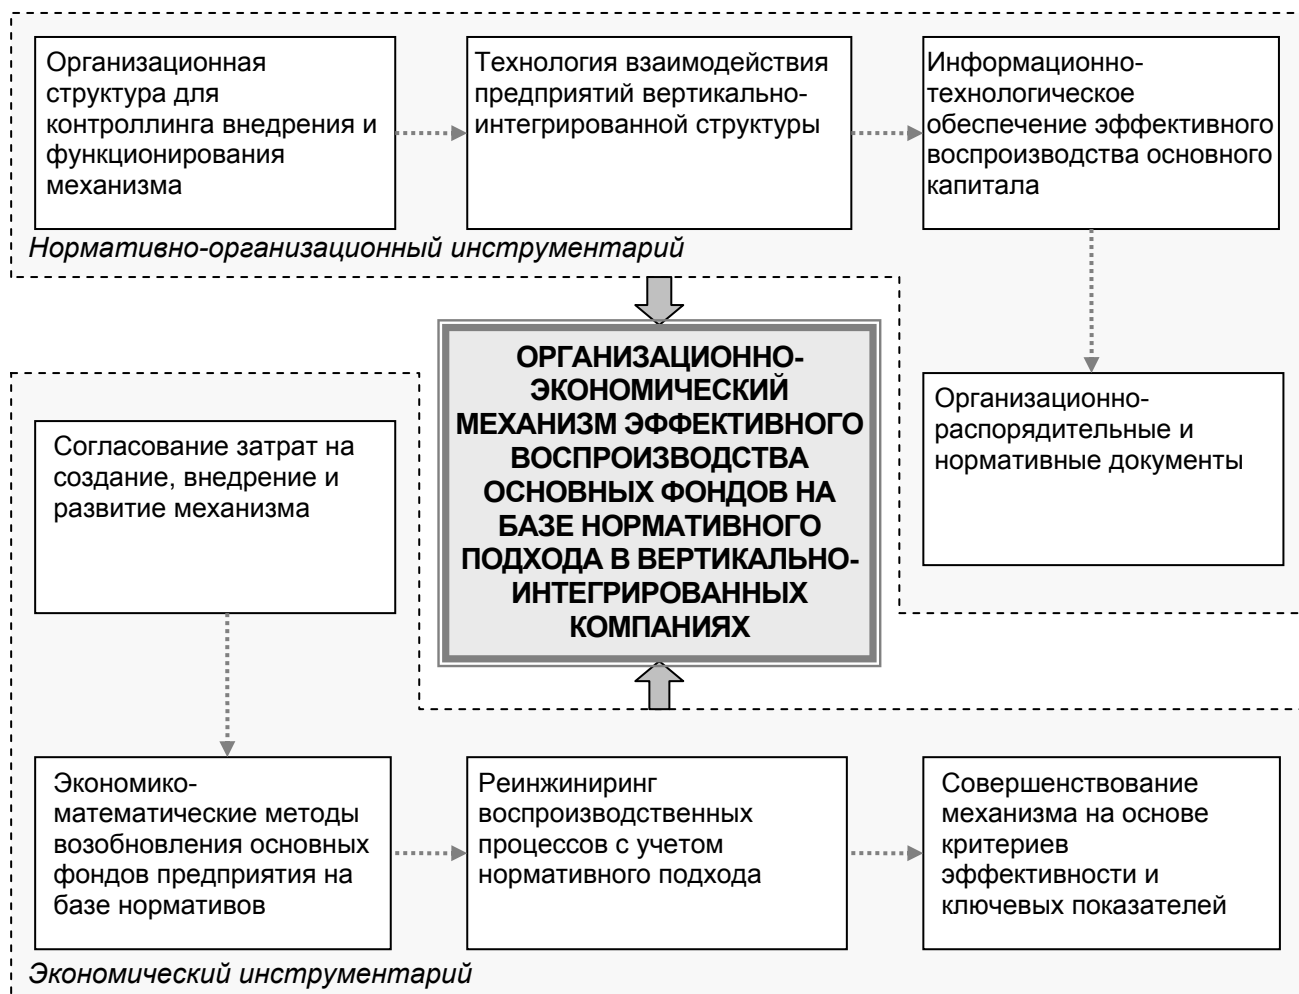 Организационная
структура для
контроллинга внедрения и
функционирования
механизма
Технология взаимодействия
предприятий вертикально-
интегрированной структуры
Информационно-
технологическое
обеспечение эффективного
воспроизводства основного
капитала
Нормативно-организационный инструментарий
ОРГАНИЗАЦИОННО-
ЭКОНОМИЧЕСКИЙ
МЕХАНИЗМ ЭФФЕКТИВНОГО
ВОСПРОИЗВОДСТВА
ОСНОВНЫХ ФОНДОВ НА
БАЗЕ НОРМАТИВНОГО
ПОДХОДА В ВЕРТИКАЛЬНО-
ИНТЕГРИРОВАННЫХ
КОМПАНИЯХ
Организационно-
распорядительные и
нормативные документы
Согласование затрат на
создание, внедрение и
развитие механизма
Экономико-
математические методы
возобновления основных
фондов предприятия на
базе нормативов
Реинжиниринг
воспроизводственных
процессов с учетом
нормативного подхода
Совершенствование
механизма на основе
критериев
эффективности и
ключевых показателей
Экономический инструментарий